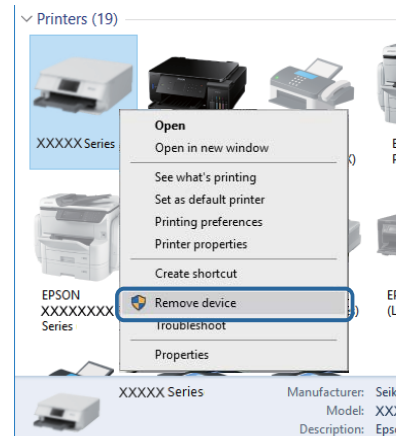 Printers (19)
XXXXX Series
Open
Open in new window
See what's printing
Set as default printer
Printing preferences
Printer properties
Create shortcut
Remove device
Troubleshoot
Properties
EPSON
XXXXXXXX
Series
XXXXX Series
Manufacturer:
Model:
Description: